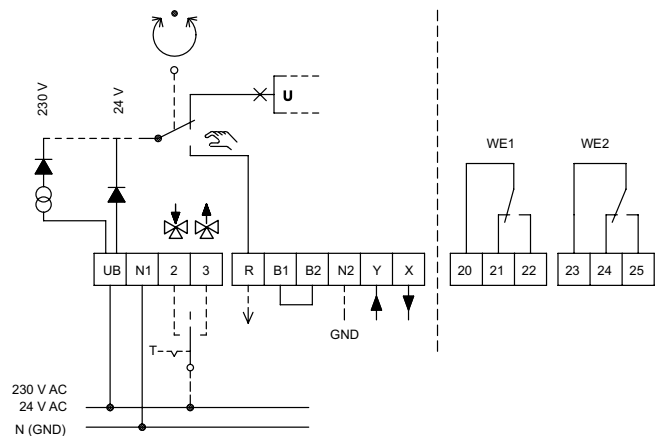 230 V
24 V
U
WE1
WE2
UB N1 2 3
R B1 B2 N2 Y X
20 21 22
23 24 25
GND
T
230 V AC
24 V AC
N (GND)